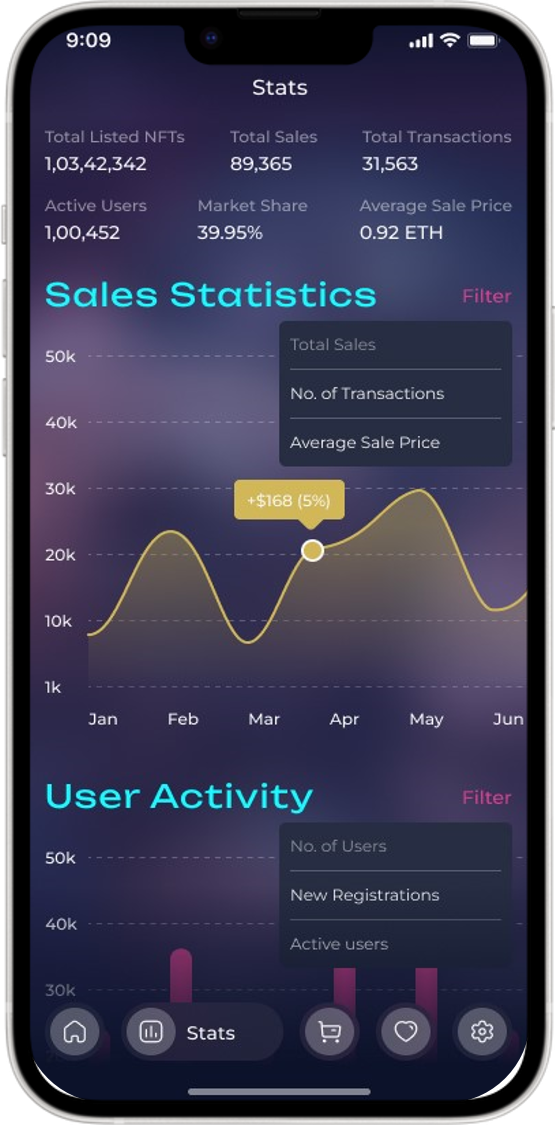 9:09
Stats
Total Listed NFTs Total Sales Total Transactions
1,03,42,342 89,365 31,563
Active Users Market Share Average Sale Price
1,00,452 39.95% 0.92 ETH
Sales Statistics Filter
Total Sales
50k
No. of Transactions
40k
Average Sale Price
30k
+$168 (5%)
20k
10k
1k
Jan Feb Mar Apr May Jun
User Activity Filter
No. of Users
50k
New Registrations
40k
Active users
30k
Stats